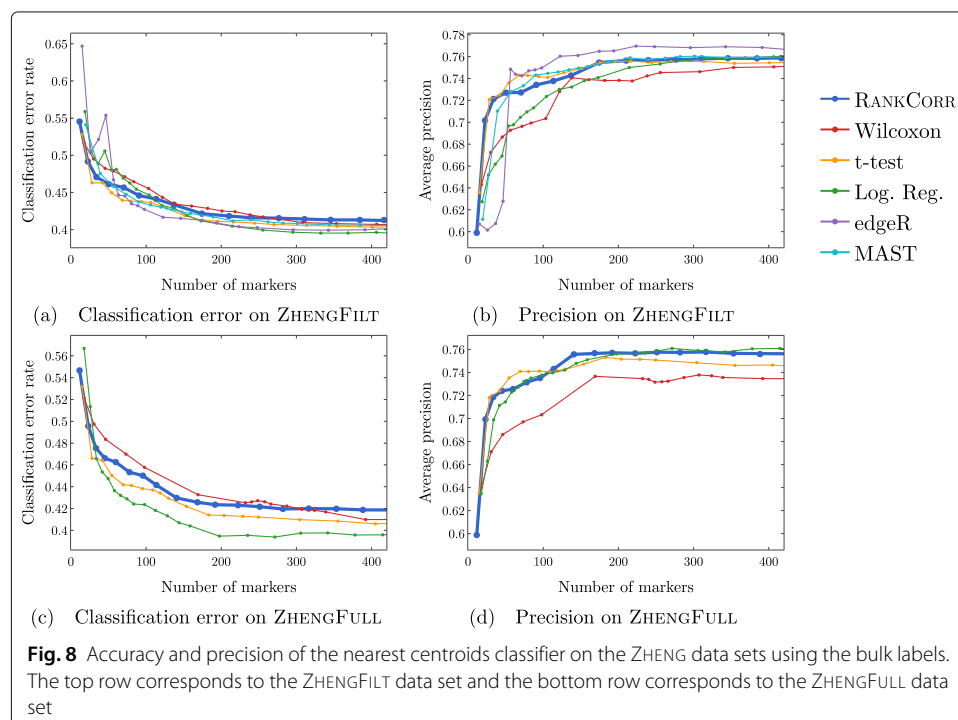 0.65
0.6
0.55
0.5
0.45
0.4
Classification error rate
0
100
200
300
400
Number of markers
(a) Classification error on ZHENGFILT
0.78
0.76
0.74
0.72
0.7
0.68
0.66
0.64
0.62
0.6
Average precision
0
100
200
300
400
Number of markers
(b) Precision on ZHENGFILT
RANKCORR
Wilcoxon
t-test
Log. Reg.
edgeR
MAST
0.56
0.54
0.52
0.5
0.48
0.46
0.44
0.42
0.4
Classification error rate
0
100
200
300
400
Number of markers
(c) Classification error on ZHENGFULL
0.76
0.74
0.72
0.7
0.68
0.66
0.64
0.62
0.6
Average precision
0
100
200
300
400
Number of markers
(d) Precision on ZHENGFULL
Fig. 8 Accuracy and precision of the nearest centroids classifier on the ZHENG data sets using the bulk labels.
The top row corresponds to the ZHENGFILT data set and the bottom row corresponds to the ZHENGFULL data
set